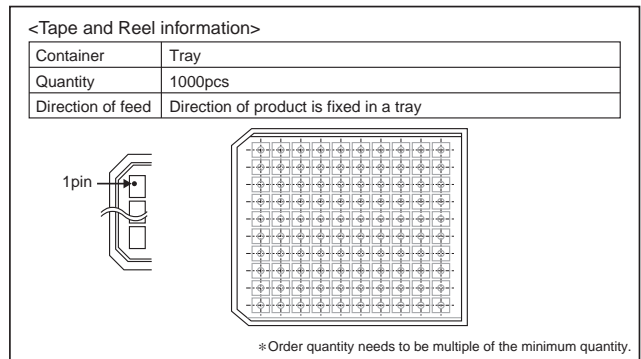 <Tape and Reel information>
Container Tray
Quantity 1000pcs
Direction of feed Direction of product is fixed in a tray
1pin
＊Order quantity needs to be multiple of the minimum quantity.